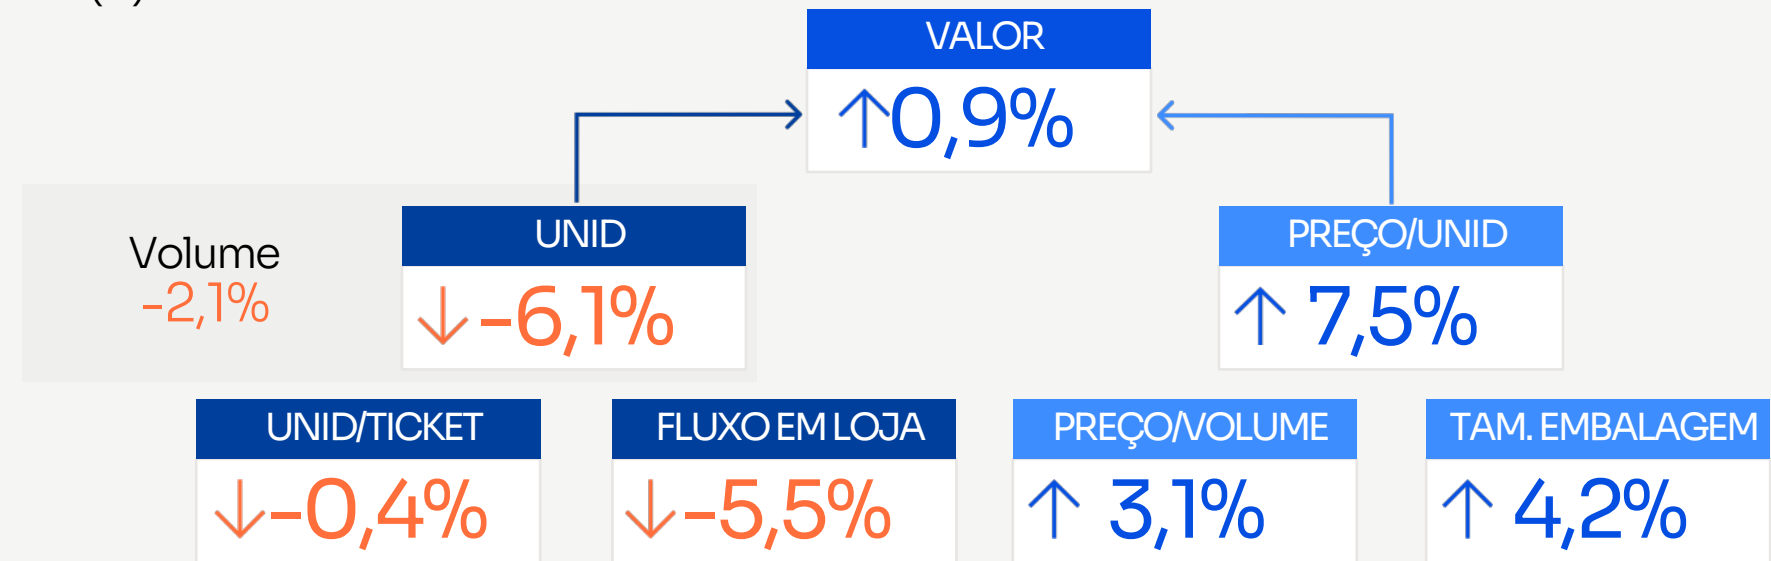 VALOR
0,9%
Volume
-2,1%
UNID
-6,1%
PREÇO/UNID
7,5%
UNID/TICKET
-0,4%
FLUXO EM LOJA
-5,5%
PREÇO/VOLUME
3,1%
TAM. EMBALAGEM
4,2%